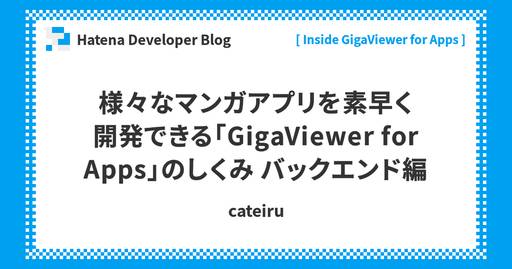 Hatena Developer Blog
[ Inside GigaViewer for Apps ]
様々なマンガアプリを素早く
開発できる「GigaViewer for
Apps」のしくみ バックエンド編
cateiru